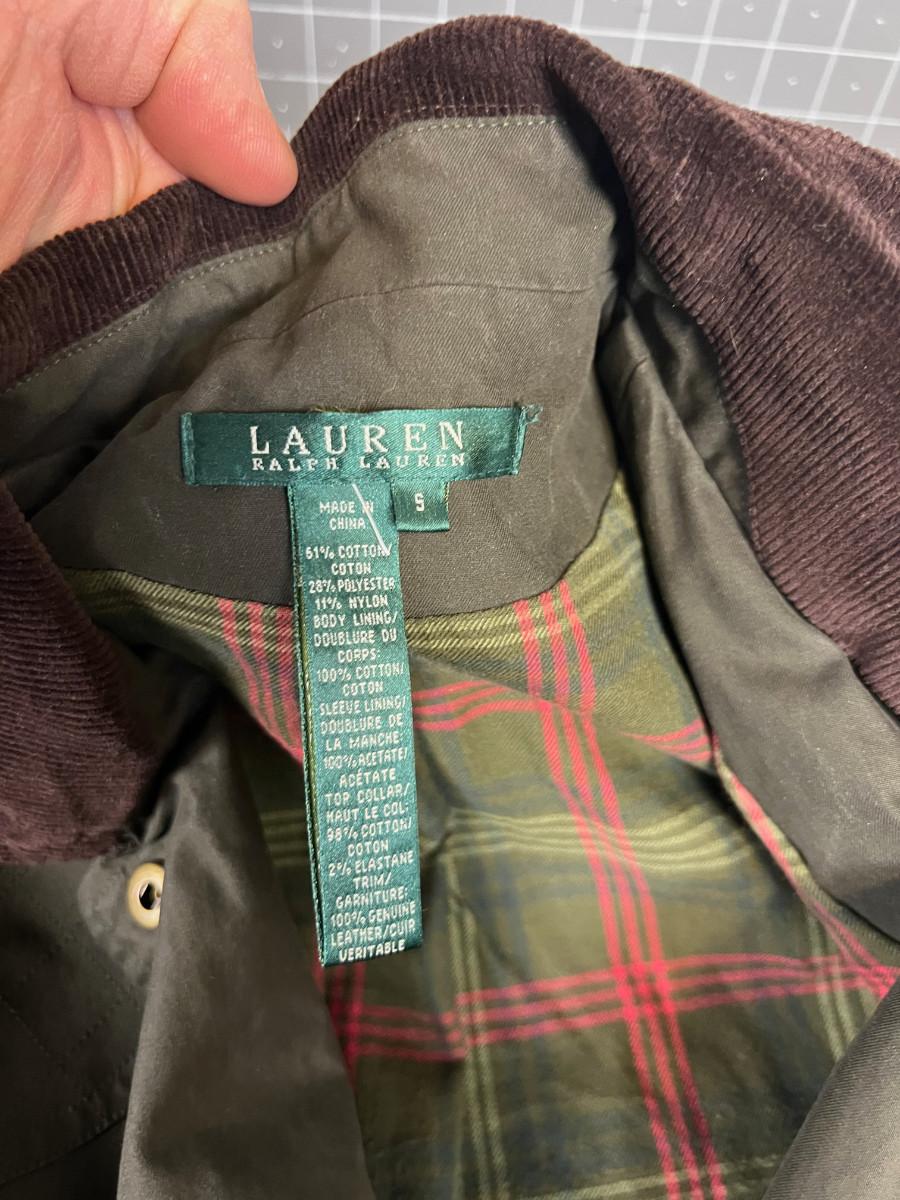 LAUREN
RALPH LAUREN
S
MADE IN
CHINA
61% COTTON/
COTON
28% POLYESTER
11% NYLON
BODY LINING/
DOUBLURE DU
CORPS:
100% COTTON/
COTON
SLEEVE LINING/
DOUBLURE DE
LA MANCHE:
100% ACETATE/
ACÉTATE
TOP COLLAR/
HAUT LE COL:
98% COTTON/
COTON
2% ELASTANE
TRIM/
GARNITURE:
100% GENUINE
LEATHER/CUIR
VERITABLE